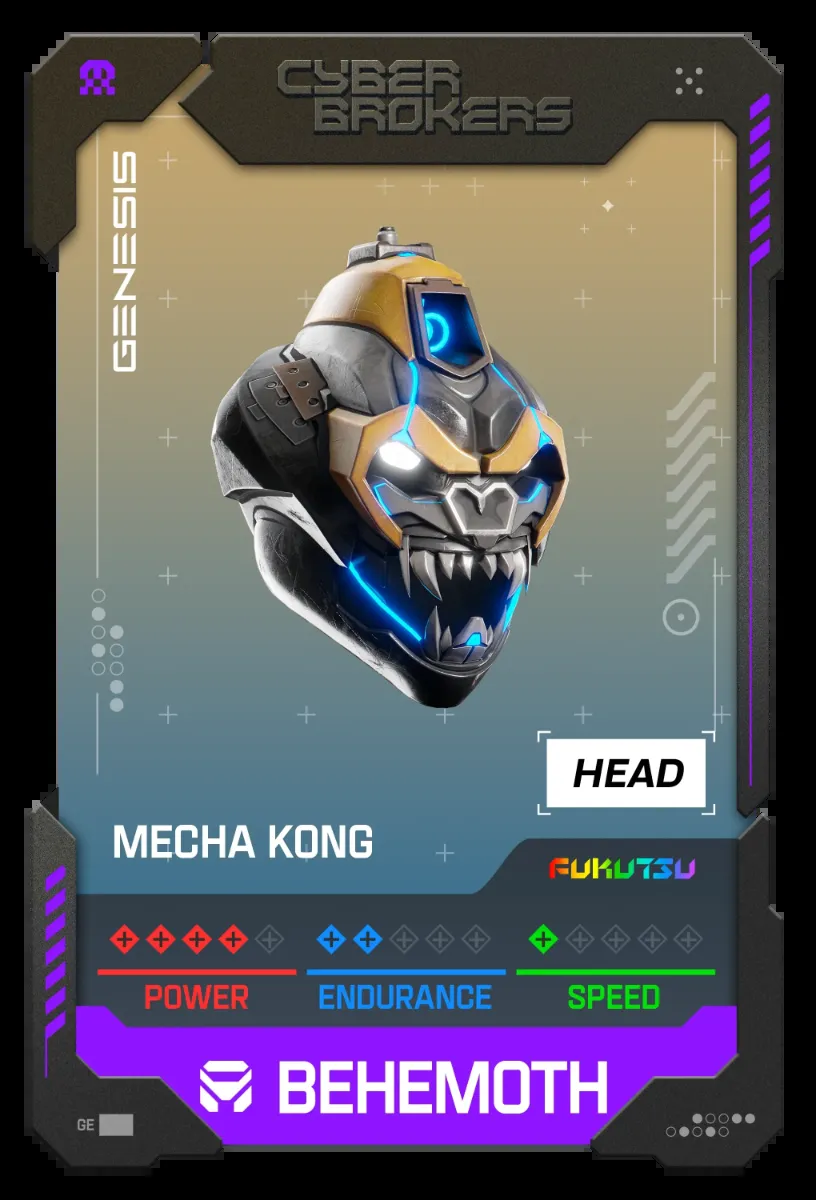 CYBER
BROKERS
GENESIS
HEAD
MECHA KONG
FUKUTSU
POWER
ENDURANCE
SPEED
BEHEMOTH
GE